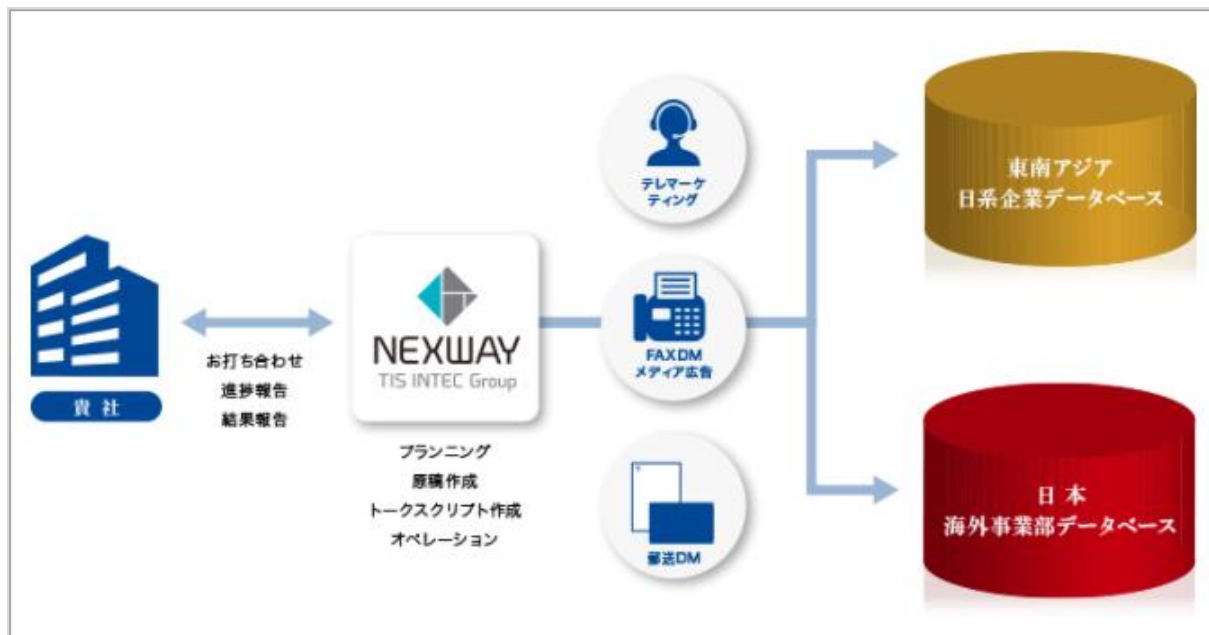 貴社
お打ち合わせ
進捗報告
結果報告
NEXWAY
TIS INTEC Group
プランニング
原稿作成
トークスクリプト作成
オペレーション
テレマーケ
ティング
FAXDM
メディア広告
郵送DM
東南アジア
日系企業データベース
日本
海外事業部データベース